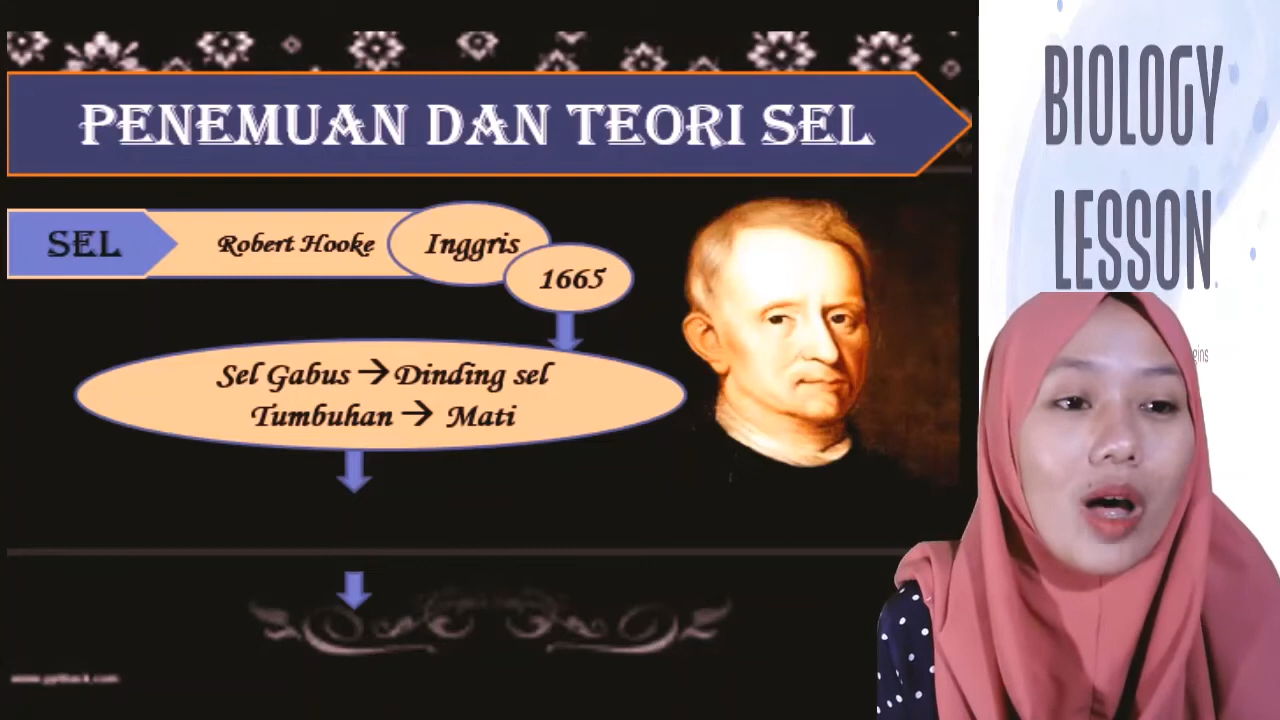 PENEMUAN DAN TEORI SEL
SEL
Robert Hooke
Inggris
1665
Sel Gabus → Dinding sel
Tumbuhan → Mati
BIOLOGY
LESSON